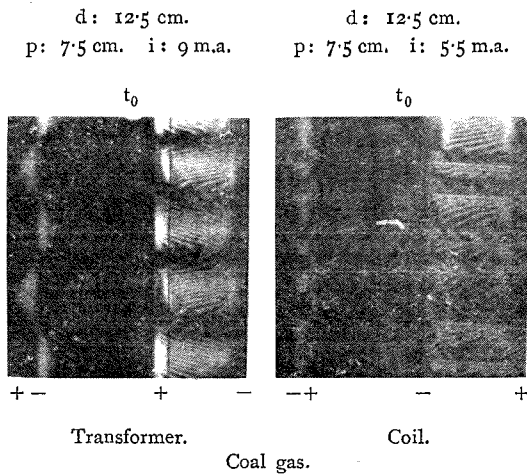 d: 12·5 cm. d: 12·5 cm.
p: 7·5 cm. i: 9 m.a. p: 7·5 cm. i: 5·5 m.a.
t₀ t₀
+ − + − −+ − +
Transformer. Coil.
Coal gas.